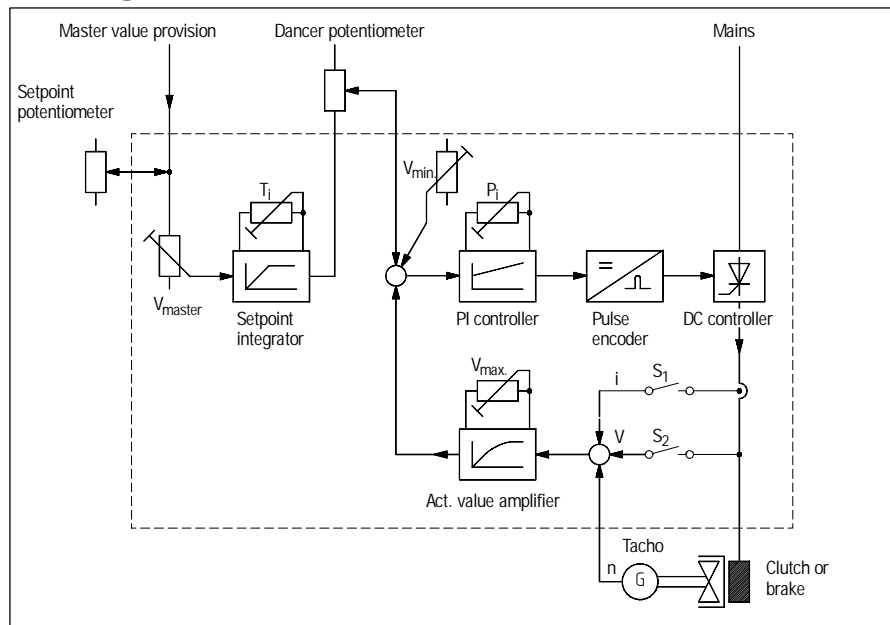 Master value provision
Dancer potentiometer
Mains
Setpoint
potentiometer
Vmin.
Ti
Pi
Vmaster
Setpoint
integrator
PI controller
=
Pulse
encoder
DC controller
Vmax.
i
S1
V
S2
Act. value amplifier
Tacho
n
G
Clutch or
brake